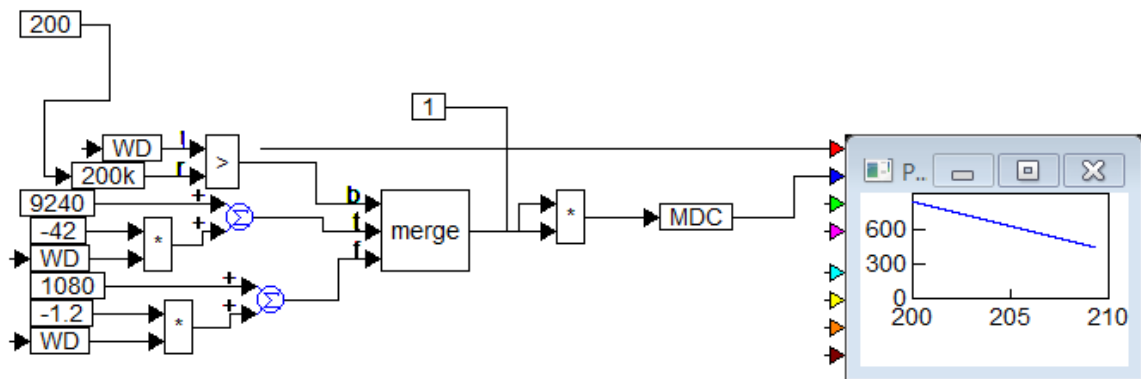 200
1
WD l
200k r >
9240 + b
-42 * + Σ t merge * MDC
WD f
1080 +
-1.2 * + Σ
WD
P..
600
300
0
200 205 210